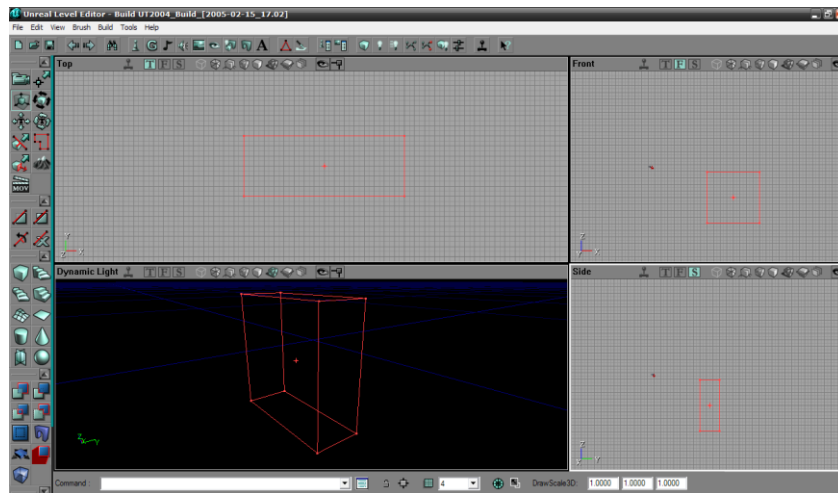 Unreal Level Editor - Build UT2004_Build_[2005-02-15_17.02]
File Edit View Brush Build Tools Help
Top
T F S
Front
T F S
MOV
Y
X
Z
X
Dynamic Light
T F S
Side
T F S
Command :
4
DrawScale3D: 1.0000 1.0000 1.0000